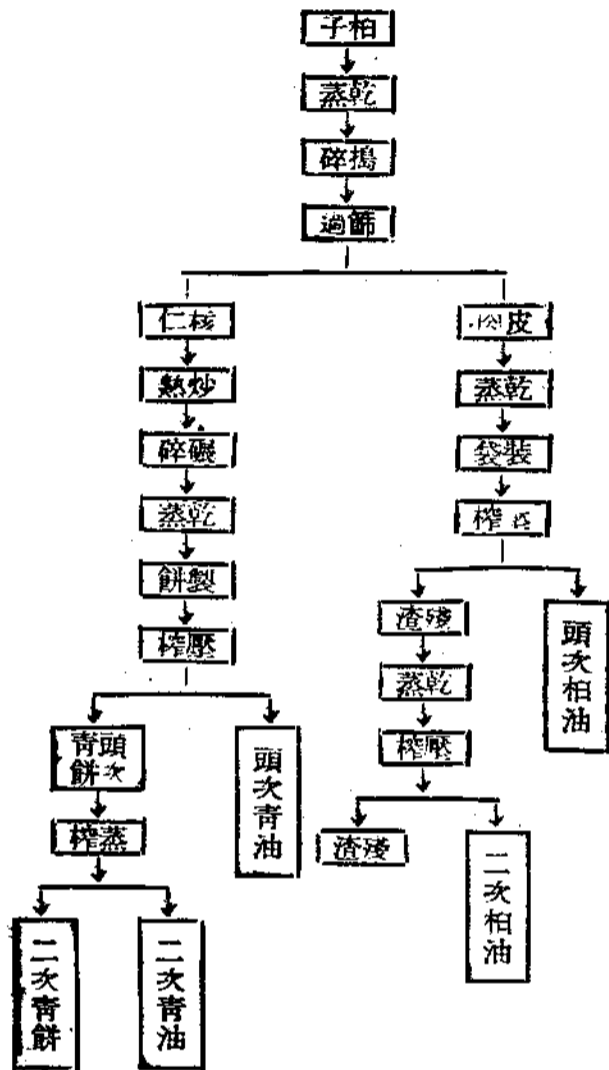 柏子
乾蒸
搗碎
篩過
核仁
皮
炒熱
乾蒸
碾碎
裝袋
乾蒸
榨
製餅
殘渣
頭次柏油
壓榨
乾蒸
頭次
青餅
頭次青油
壓榨
蒸榨
殘渣
二次柏油
二次青餅
二次青油